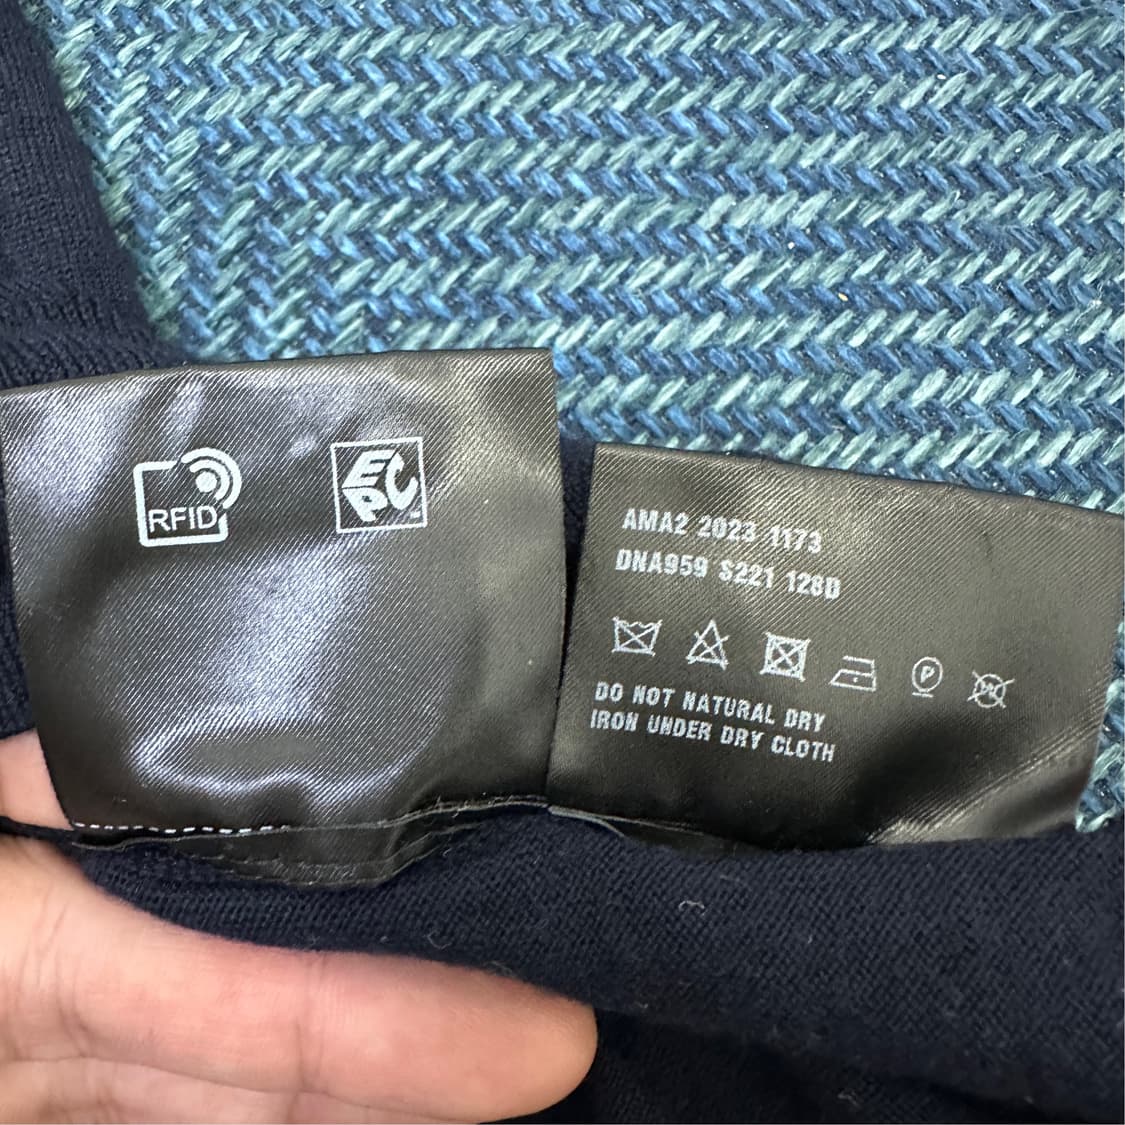 RFID
EPC
AMA2 2023 1173
DNA959 S221 128D
P
DO NOT NATURAL DRY
IRON UNDER DRY CLOTH